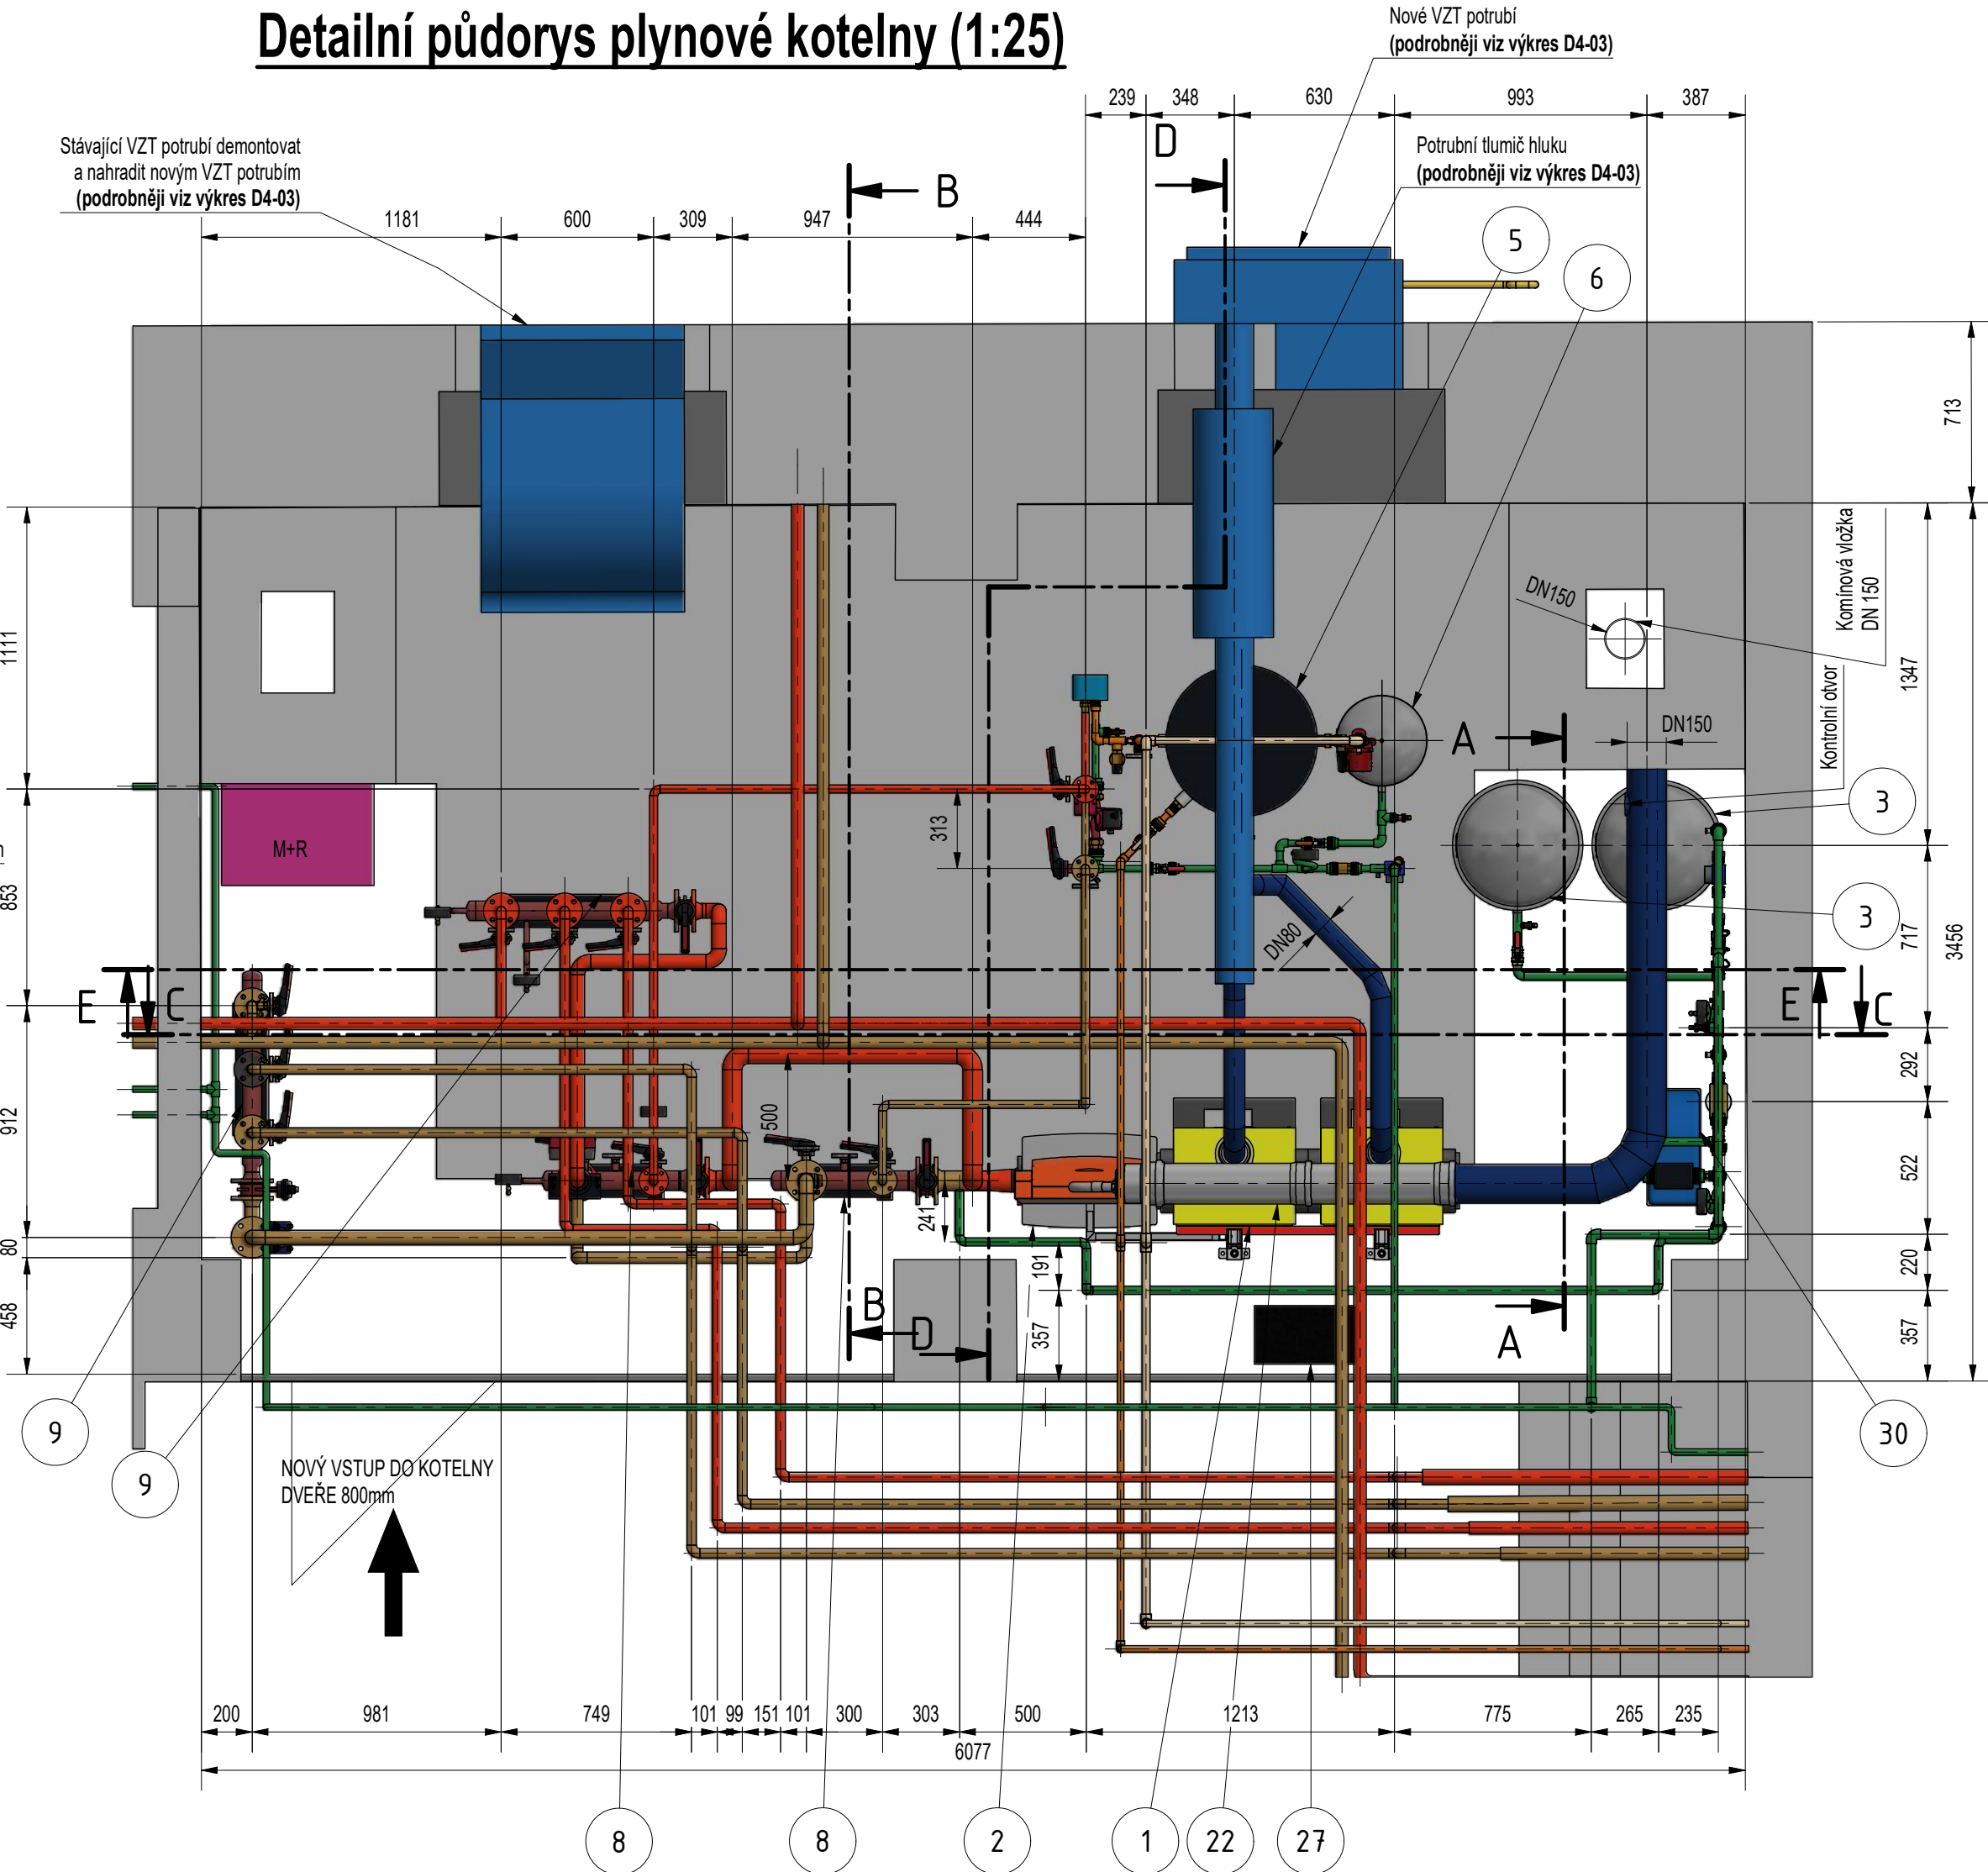 Detailní půdorys plynové kotelny (1:25)
Nové VZT potrubí
(podrobněji viz výkres D4-03)
239
348
630
993
387
Stávající VZT potrubí demontovat
a nahradit novým VZT potrubím
(podrobněji viz výkres D4-03)
D
Potrubní tlumič hluku
(podrobněji viz výkres D4-03)
B
1181
600
309
947
444
5
6
713
Komínová vložka
DN 150
DN150
1111
1347
Kontrolní otvor
DN150
A
3
313
M+R
853
3
717
3456
DN80
E
C
E
C
292
500
912
522
241
80
191
220
B
D
458
357
A
357
9
30
9
NOVÝ VSTUP DO KOTELNY
DVEŘE 800mm
200
981
749
101
99
151
101
300
303
500
1213
775
265
235
6077
8
8
2
1
22
27